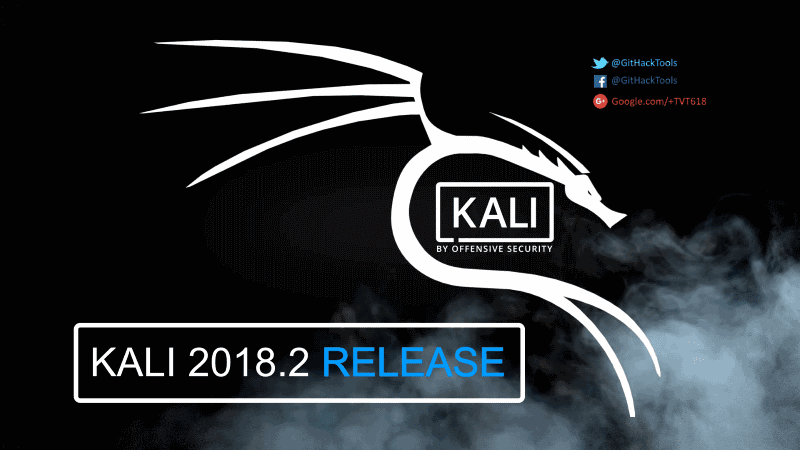 @GitHackTools
@GitHackTools
Google.com/+TVT618
KALI
BY OFFENSIVE SECURITY
KALI 2018.2 RELEASE